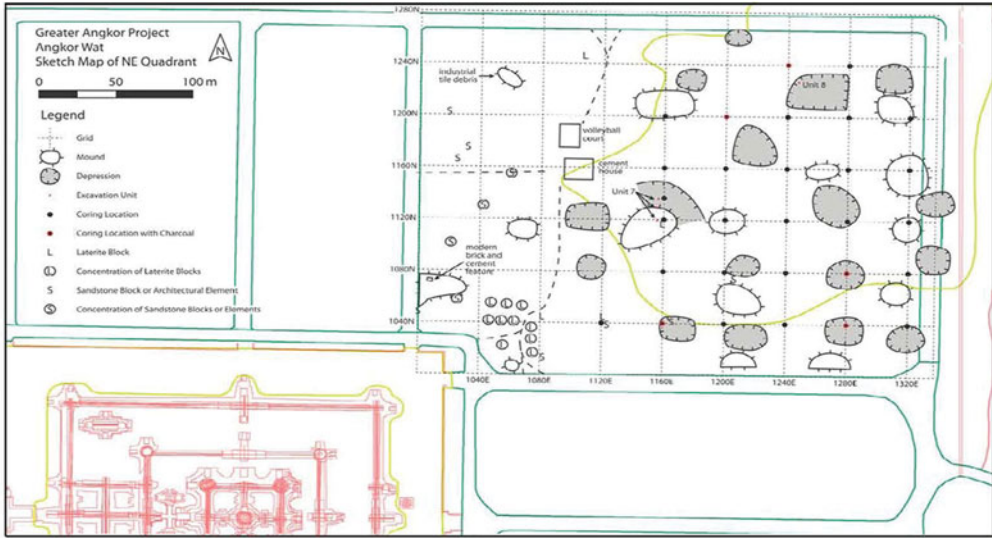 Greater Angkor Project
Angkor Wat
Sketch Map of NE Quadrant
N
0 50 100 m
Legend
Grid
Mound
Depression
Excavation Unit
Coring Location
Coring Location with Charcoal
L Laterite Block
L Concentration of Laterite Blocks
S Sandstone Block or Architectural Element
S Concentration of Sandstone Blocks or Elements
1280N
1240N
1200N
1160N
1120N
1080N
1040N
industrial
tile debris
L
S
S
S
S
volleyball
court
cement
house
Unit 8
Unit 7
L
S
S
modern
brick and
cement
feature
S
S
S
L L L
L L L
L
L
L
L
L
S
S
S
1040E 1080E 1120E 1160E 1200E 1240E 1280E 1320E